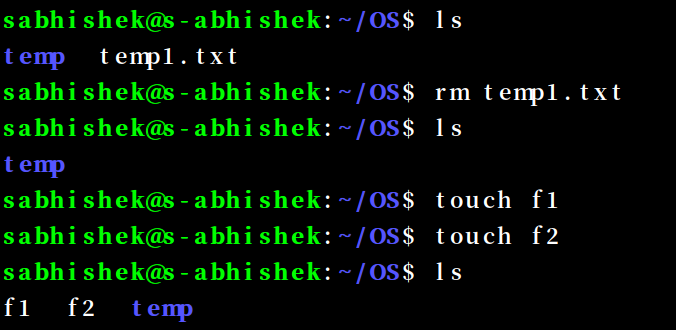 sabhishek@s-abhishek:~/OS$ ls
temp temp1.txt
sabhishek@s-abhishek:~/OS$ rm temp1.txt
sabhishek@s-abhishek:~/OS$ ls
temp
sabhishek@s-abhishek:~/OS$ touch f1
sabhishek@s-abhishek:~/OS$ touch f2
sabhishek@s-abhishek:~/OS$ ls
f1 f2 temp